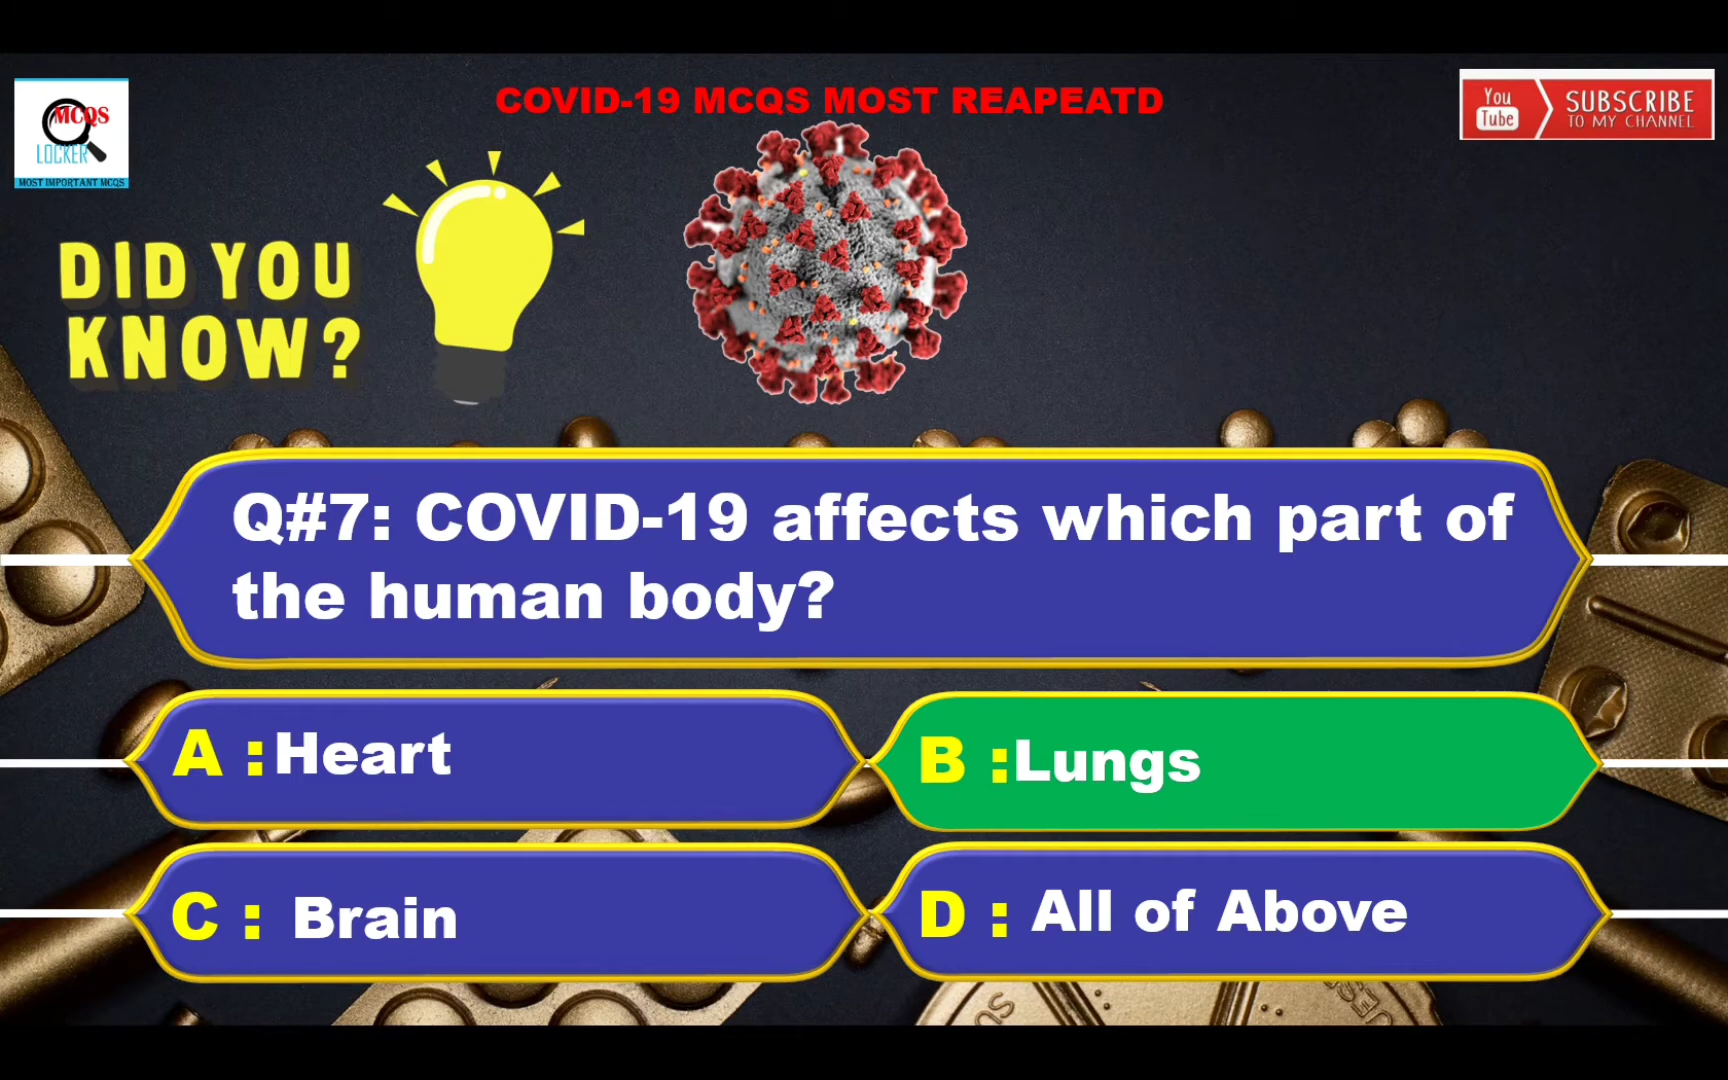 COVID-19 MCQS MOST REAPEATD
MCQS
LOCKER
MOST IMPORTANT MCQS
You
Tube
SUBSCRIBE
TO MY CHANNEL
DID YOU
KNOW?
Q#7: COVID-19 affects which part of
the human body?
A :Heart
B :Lungs
C : Brain
D : All of Above